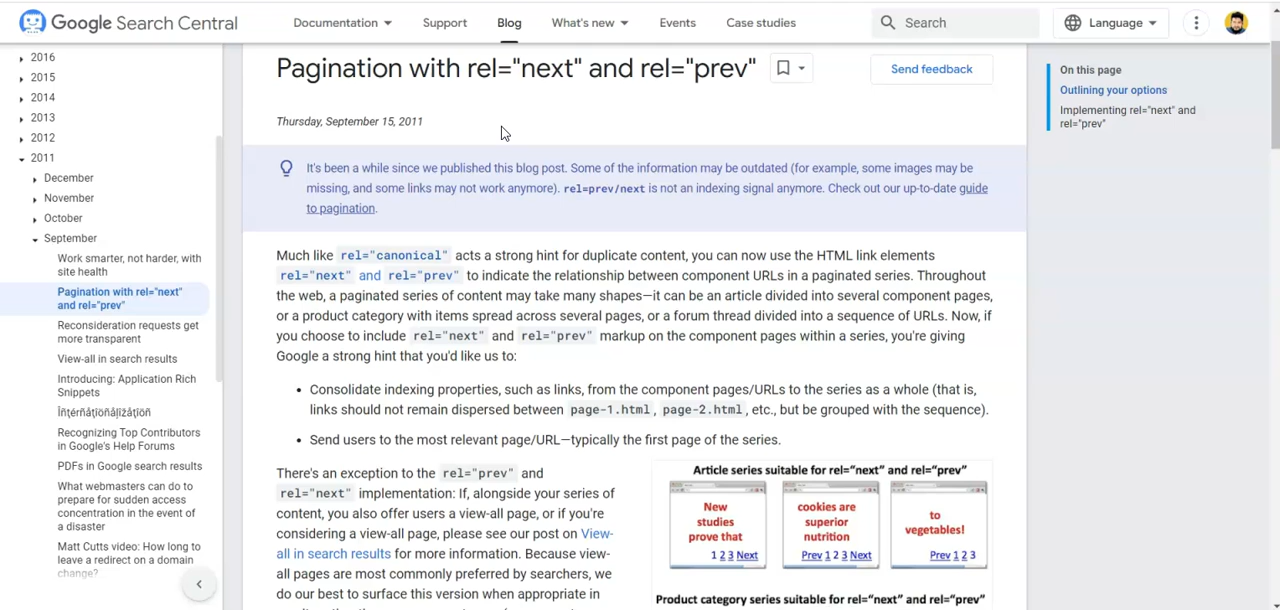 Google Search Central
Documentation
Support
Blog
What's new
Events
Case studies
Search
Language
2016
2015
2014
2013
2012
2011
December
November
October
September
Work smarter, not harder, with
site health
Pagination with rel="next"
and rel="prev"
Reconsideration requests get
more transparent
View-all in search results
Introducing: Application Rich
Snippets
Recognizing Top Contributors
in Google's Help Forums
PDFs in Google search results
What webmasters can do to
prepare for sudden access
concentration in the event of
a disaster
Matt Cutts video: How long to
leave a redirect on a domain
change?
Pagination with rel="next" and rel="prev"
Send feedback
Thursday, September 15, 2011
It's been a while since we published this blog post. Some of the information may be outdated (for example, some images may be
missing, and some links may not work anymore). rel=prev/next is not an indexing signal anymore. Check out our up-to-date guide
to pagination.
Much like rel="canonical" acts a strong hint for duplicate content, you can now use the HTML link elements
rel="next" and rel="prev" to indicate the relationship between component URLs in a paginated series. Throughout
the web, a paginated series of content may take many shapes—it can be an article divided into several component pages,
or a product category with items spread across several pages, or a forum thread divided into a sequence of URLs. Now, if
you choose to include rel="next" and rel="prev" markup on the component pages within a series, you're giving
Google a strong hint that you'd like us to:
• Consolidate indexing properties, such as links, from the component pages/URLs to the series as a whole (that is,
links should not remain dispersed between page-1.html, page-2.html, etc., but be grouped with the sequence).
• Send users to the most relevant page/URL—typically the first page of the series.
There's an exception to the rel="prev" and
rel="next" implementation: If, alongside your series of
content, you also offer users a view-all page, or if you're
considering a view-all page, please see our post on View-
all in search results for more information. Because view-
all pages are most commonly preferred by searchers, we
do our best to surface this version when appropriate in
Article series suitable for rel="next" and rel="prev"
New
studies
prove that
1 2 3 Next
cookies are
superior
nutrition
Prev 1 2 3 Next
to
vegetables!
Prev 1 2 3
Product category series suitable for rel="next" and rel="prev"
On this page
Outlining your options
Implementing rel="next" and
rel="prev"